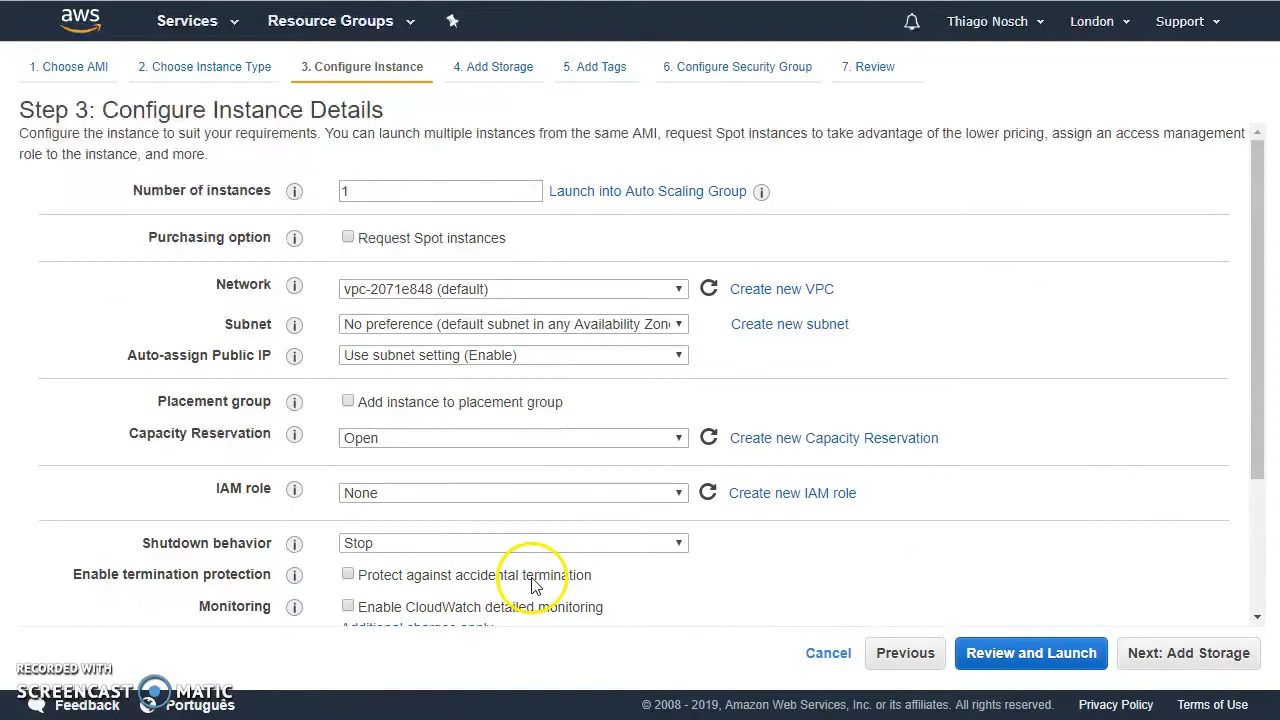 aws Services Resource Groups Thiago Nosch London Support
1. Choose AMI 2. Choose Instance Type 3. Configure Instance 4. Add Storage 5. Add Tags 6. Configure Security Group 7. Review
Step 3: Configure Instance Details
Configure the instance to suit your requirements. You can launch multiple instances from the same AMI, request Spot instances to take advantage of the lower pricing, assign an access management
role to the instance, and more.
Number of instances i 1 Launch into Auto Scaling Group i
Purchasing option i Request Spot instances
Network i vpc-2071e848 (default) Create new VPC
Subnet i No preference (default subnet in any Availability Zon Create new subnet
Auto-assign Public IP i Use subnet setting (Enable)
Placement group i Add instance to placement group
Capacity Reservation i Open Create new Capacity Reservation
IAM role i None Create new IAM role
Shutdown behavior i Stop
Enable termination protection i Protect against accidental termination
Monitoring i Enable CloudWatch detailed monitoring
Additional charges apply
Cancel Previous Review and Launch Next: Add Storage
RECORDED WITH
SCREENCAST MATIC
Feedback Português © 2008 - 2019, Amazon Web Services, Inc. or its affiliates. All rights reserved. Privacy Policy Terms of Use